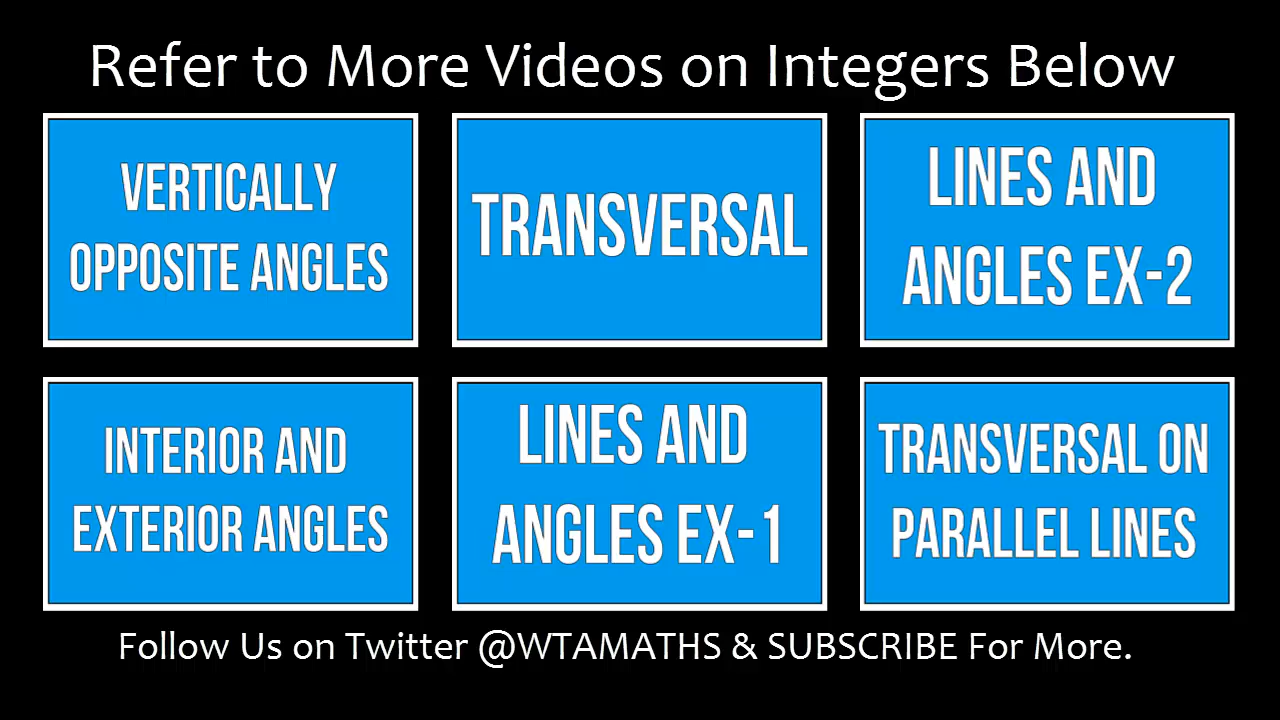 Refer to More Videos on Integers Below
VERTICALLY
OPPOSITE ANGLES
TRANSVERSAL
LINES AND
ANGLES EX-2
INTERIOR AND
EXTERIOR ANGLES
LINES AND
ANGLES EX-1
TRANSVERSAL ON
PARALLEL LINES
Follow Us on Twitter @WTAMATHS & SUBSCRIBE For More.